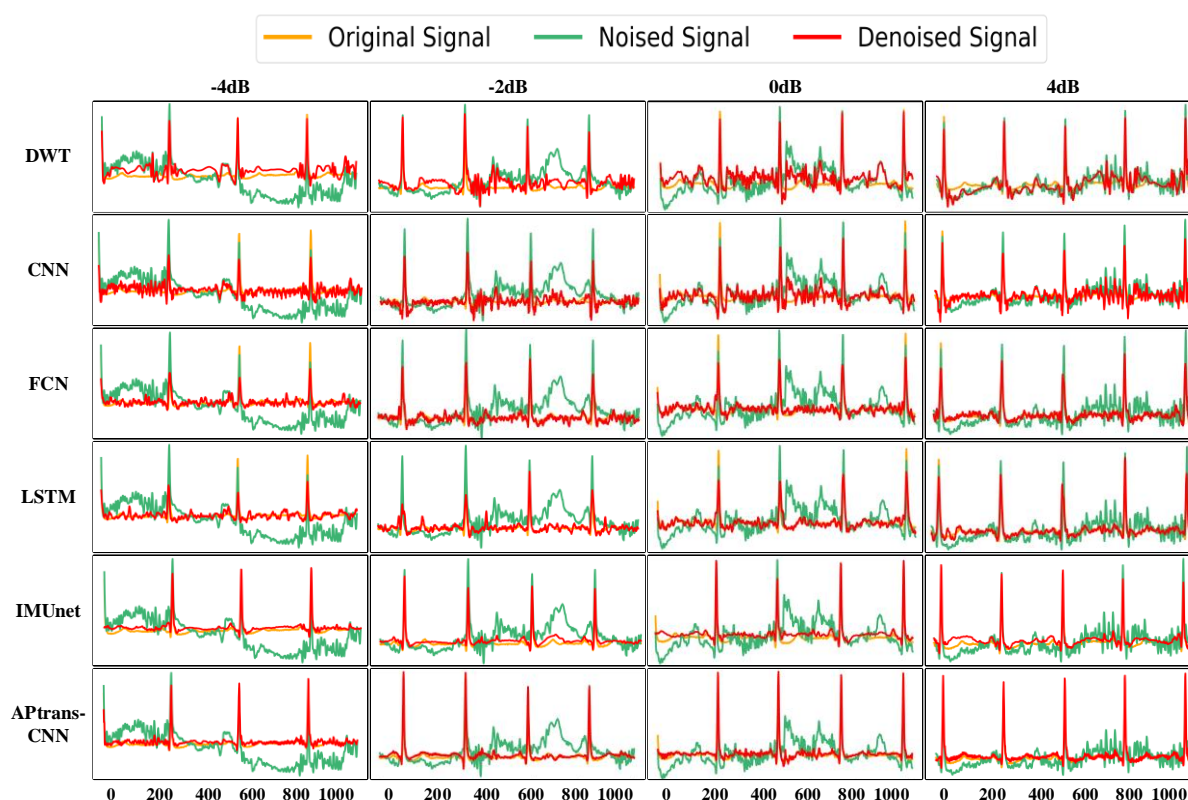 Original Signal Noised Signal Denoised Signal
-4dB -2dB 0dB 4dB
DWT
CNN
FCN
LSTM
IMUnet
APtrans-
CNN
0 200 400 600 800 1000 0 200 400 600 800 1000 0 200 400 600 800 1000 0 200 400 600 800 1000